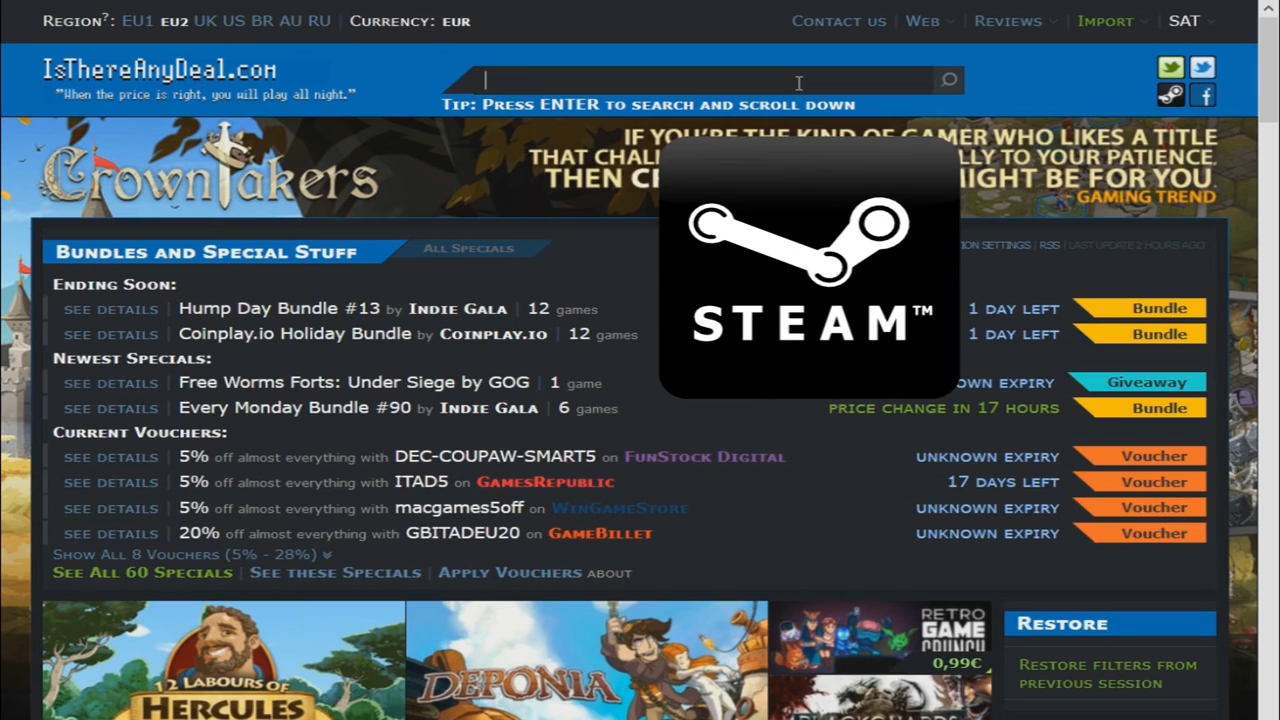 REGION?: EU1 EU2 UK US BR AU RU | CURRENCY: EUR
CONTACT US | WEB | REVIEWS | IMPORT | SAT
IsThereAnyDeal.com
"When the price is right, you will play all night."
TIP: PRESS ENTER TO SEARCH AND SCROLL DOWN
CrownTakers
IF YOU'RE THE KIND OF GAMER WHO LIKES A TITLE
THAT CHAL LLY TO YOUR PATIENCE,
THEN CR MIGHT BE FOR YOU.
- GAMING TREND
BUNDLES AND SPECIAL STUFF
ALL SPECIALS
ION SETTINGS | RSS | LAST UPDATE 2 HOURS AGO
STEAM™
ENDING SOON:
SEE DETAILS | Hump Day Bundle #13 by INDIE GALA | 12 games 1 DAY LEFT Bundle
SEE DETAILS | Coinplay.io Holiday Bundle by COINPLAY.IO | 12 games 1 DAY LEFT Bundle
NEWEST SPECIALS:
SEE DETAILS | Free Worms Forts: Under Siege by GOG | 1 game OWN EXPIRY Giveaway
SEE DETAILS | Every Monday Bundle #90 by INDIE GALA | 6 games PRICE CHANGE IN 17 HOURS Bundle
CURRENT VOUCHERS:
SEE DETAILS | 5% off almost everything with DEC-COUPAW-SMART5 on FUNSTOCK DIGITAL UNKNOWN EXPIRY Voucher
SEE DETAILS | 5% off almost everything with ITAD5 on GAMESREPUBLIC 17 DAYS LEFT Voucher
SEE DETAILS | 5% off almost everything with macgames5off on WINGAMESTORE UNKNOWN EXPIRY Voucher
SEE DETAILS | 20% off almost everything with GBITADEU20 on GAMEBILLET UNKNOWN EXPIRY Voucher
SHOW ALL 8 VOUCHERS (5% - 28%)
SEE ALL 60 SPECIALS | SEE THESE SPECIALS | APPLY VOUCHERS ABOUT
12 LABOURS OF
HERCULES
DEPONIA
RETRO
GAME
CRUNCH
0,99€
BLACKGUARDS
RESTORE
RESTORE FILTERS FROM
PREVIOUS SESSION